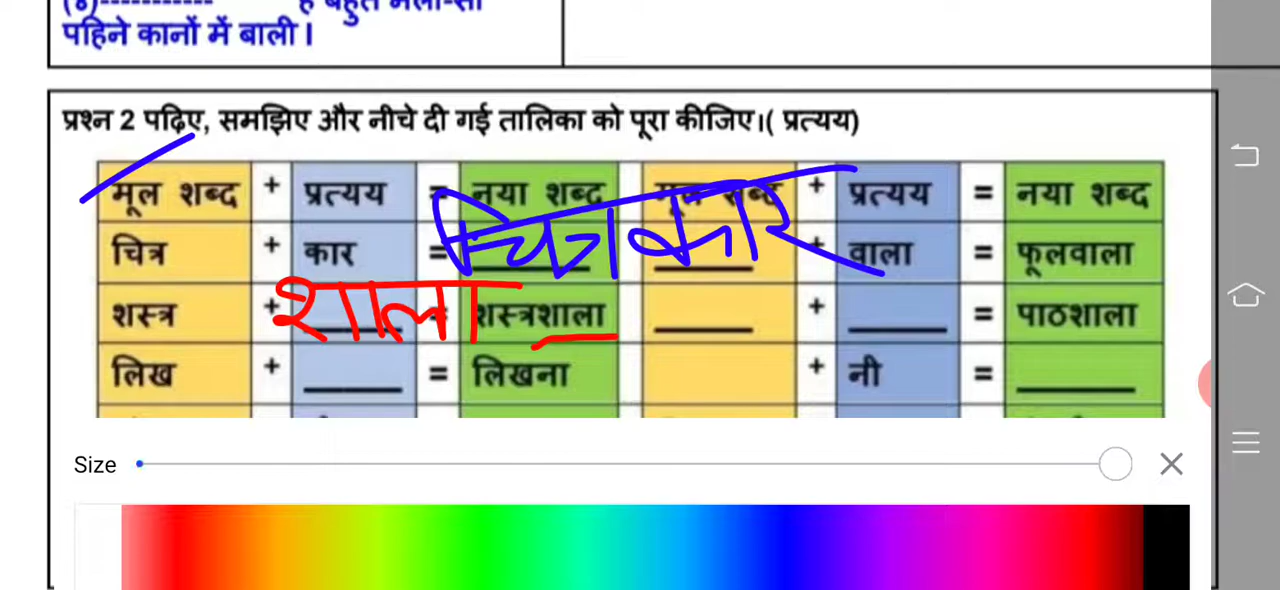 पहिने कानों में बाली ।
प्रश्न 2 पढ़िए, समझिए और नीचे दी गई तालिका को पूरा कीजिए।( प्रत्यय)
मूल शब्द + प्रत्यय = नया शब्द मूल शब्द + प्रत्यय = नया शब्द
चित्र + कार = चित्रकार + वाला = फूलवाला
शस्त्र + शाला = शस्त्रशाला + = पाठशाला
लिख + = लिखना + नी =
Size